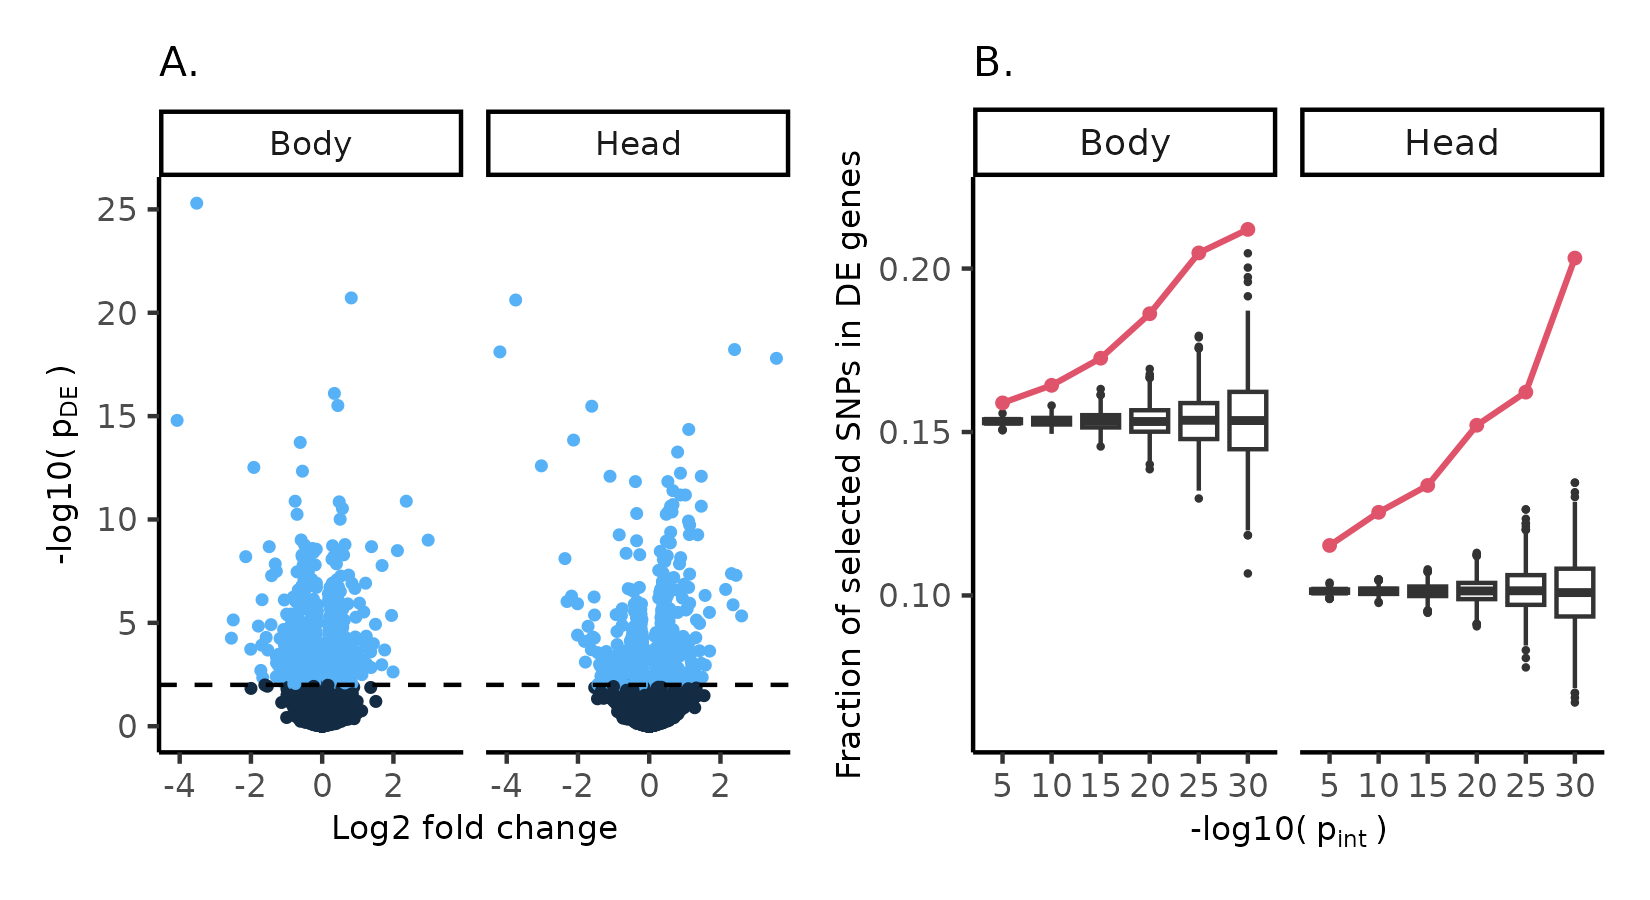 A.
Body Head
25
20
15
10
5
0
-log10( pDE )
-4 -2 0 2 -4 -2 0 2
Log2 fold change
B.
Body Head
0.20
0.15
0.10
Fraction of selected SNPs in DE genes
5 10 15 20 25 30 5 10 15 20 25 30
-log10( pint )